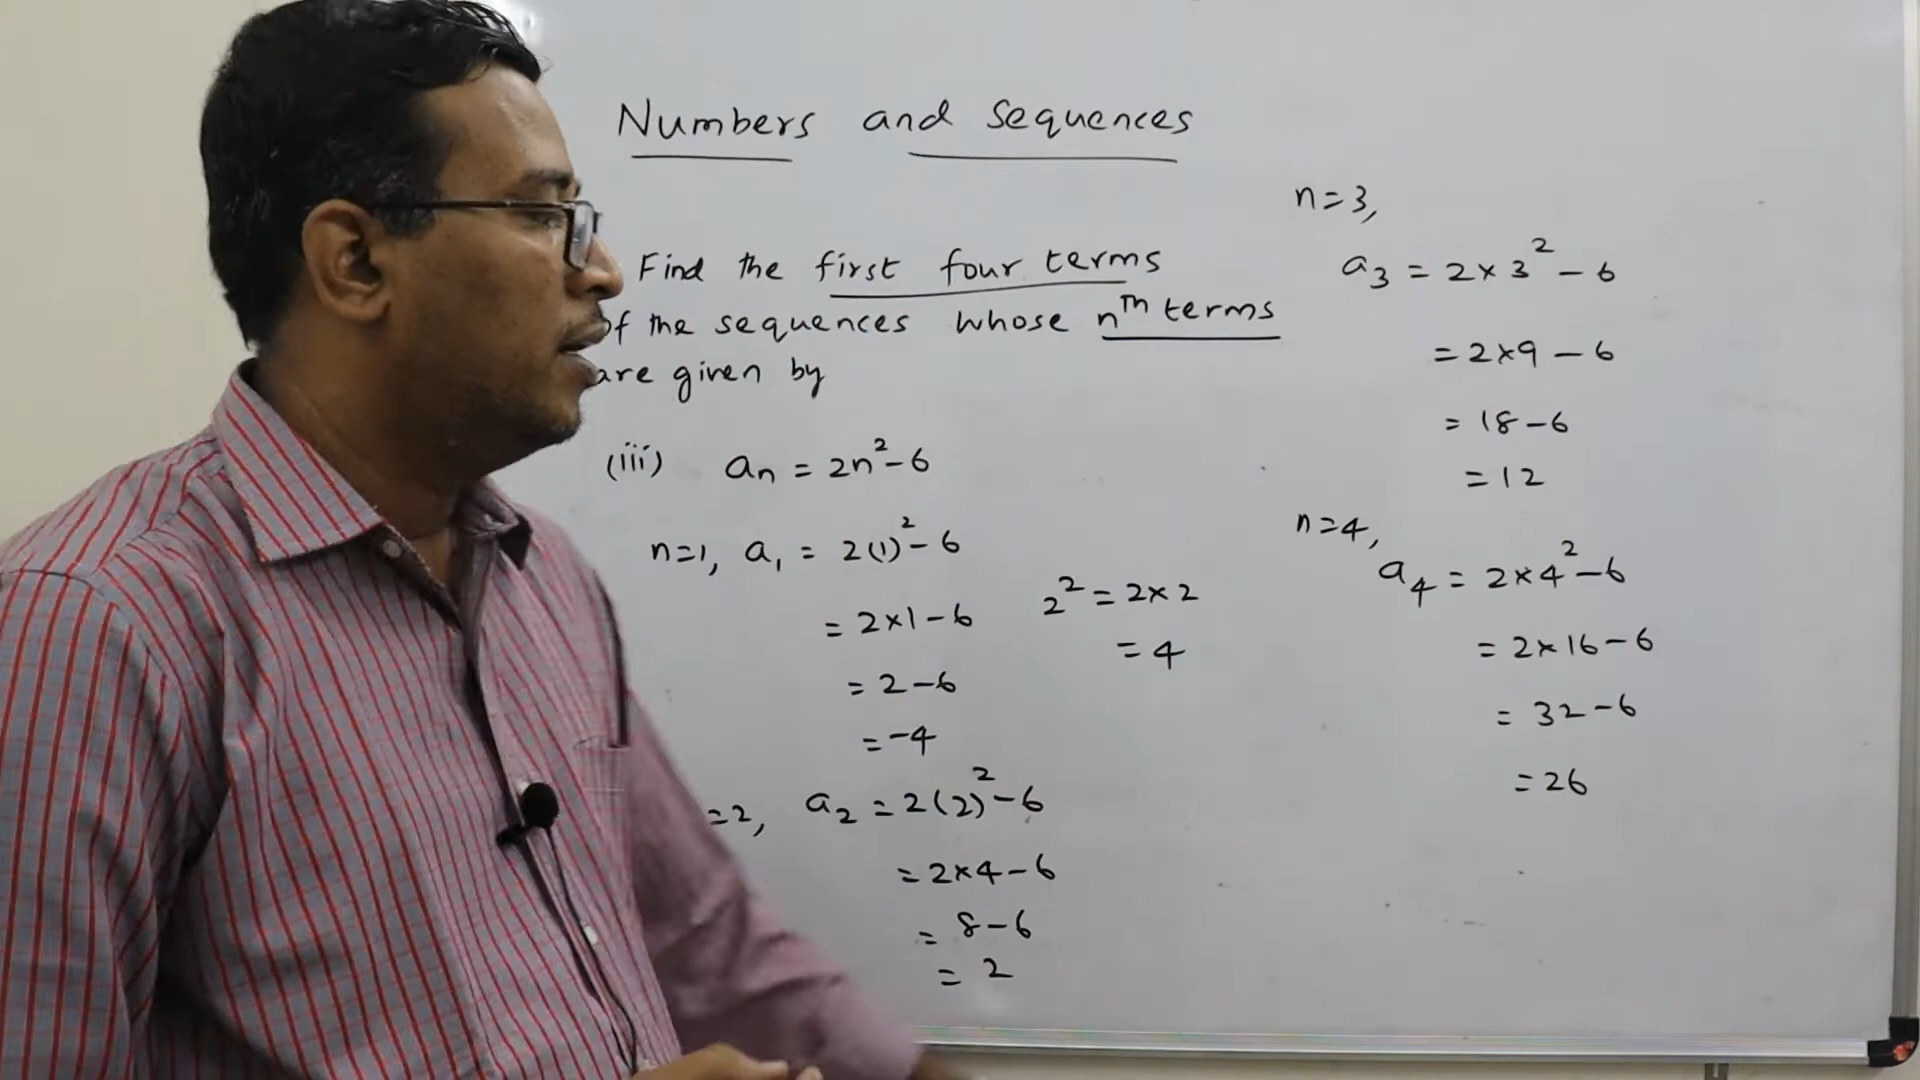 Numbers and Sequences
Find the first four terms
of the sequences whose nᵗʰ terms
are given by
(iii) aₙ = 2n² - 6
n=1, a₁ = 2(1)² - 6
= 2×1 - 6
= 2 - 6
= -4
=2, a₂ = 2(2)² - 6
= 2×4 - 6
= 8 - 6
= 2
2² = 2×2
= 4
n=3,
a₃ = 2×3² - 6
= 2×9 - 6
= 18 - 6
= 12
n=4,
a₄ = 2×4² - 6
= 2×16 - 6
= 32 - 6
= 26